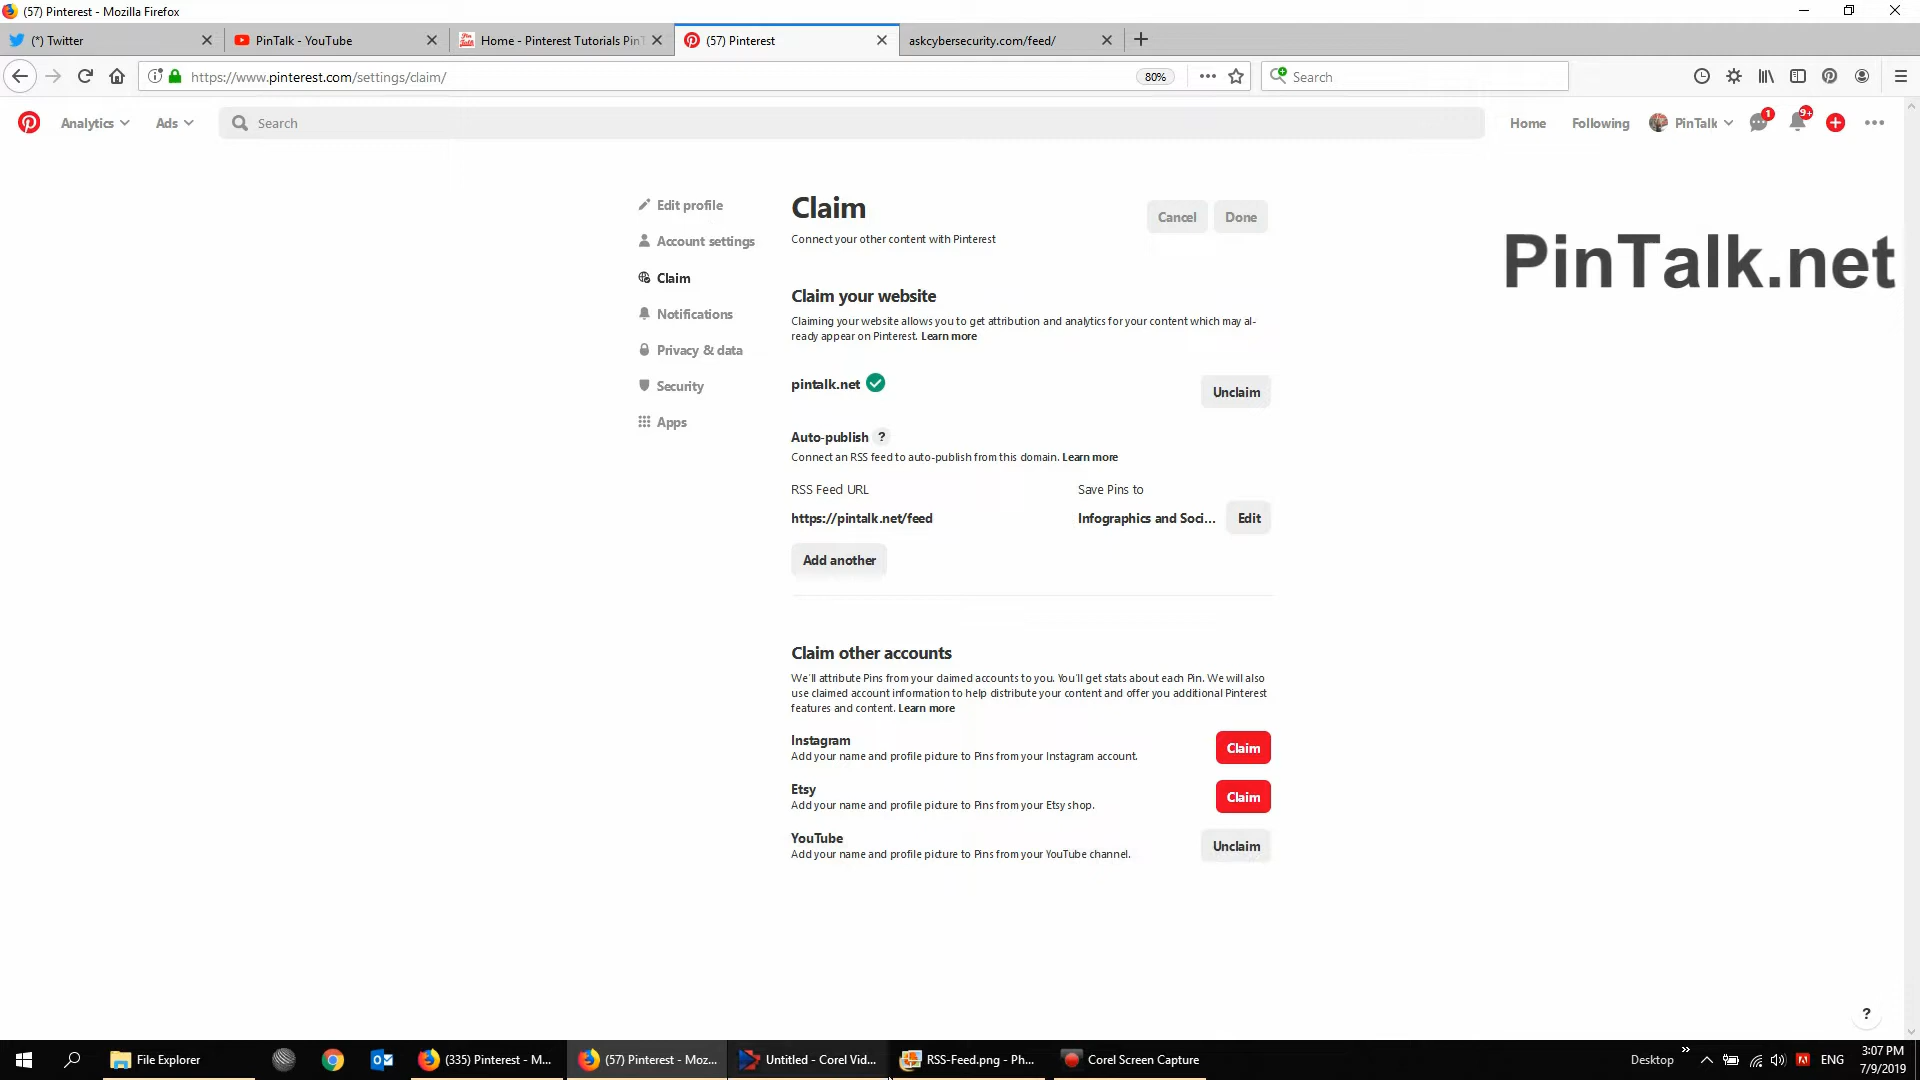 (57) Pinterest - Mozilla Firefox
(*) Twitter
PinTalk - YouTube
Home - Pinterest Tutorials PinT
(57) Pinterest
askcybersecurity.com/feed/
https://www.pinterest.com/settings/claim/
80%
Search
Analytics
Ads
Search
Home
Following
PinTalk
1
9+
Edit profile
Account settings
Claim
Notifications
Privacy & data
Security
Apps
Claim
Cancel
Done
Connect your other content with Pinterest
PinTalk.net
Claim your website
Claiming your website allows you to get attribution and analytics for your content which may al-
ready appear on Pinterest. Learn more
pintalk.net
Unclaim
Auto-publish ?
Connect an RSS feed to auto-publish from this domain. Learn more
RSS Feed URL
Save Pins to
https://pintalk.net/feed
Infographics and Soci...
Edit
Add another
Claim other accounts
We'll attribute Pins from your claimed accounts to you. You'll get stats about each Pin. We will also
use claimed account information to help distribute your content and offer you additional Pinterest
features and content. Learn more
Instagram
Add your name and profile picture to Pins from your Instagram account.
Claim
Etsy
Add your name and profile picture to Pins from your Etsy shop.
Claim
YouTube
Add your name and profile picture to Pins from your YouTube channel.
Unclaim
?
File Explorer
(335) Pinterest - M...
(57) Pinterest - Moz...
Untitled - Corel Vid...
RSS-Feed.png - Ph...
Corel Screen Capture
Desktop
ENG
3:07 PM
7/9/2019